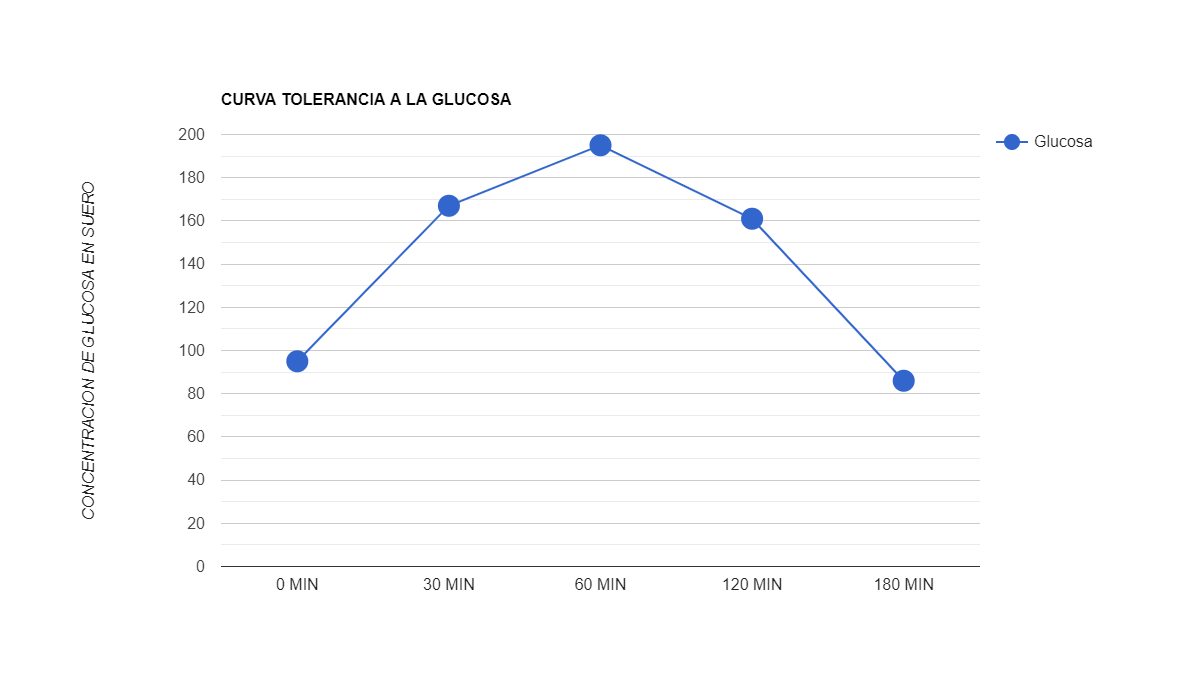 CURVA TOLERANCIA A LA GLUCOSA
Glucosa
CONCENTRACION DE GLUCOSA EN SUERO
200
180
160
140
120
100
80
60
40
20
0
0 MIN 30 MIN 60 MIN 120 MIN 180 MIN